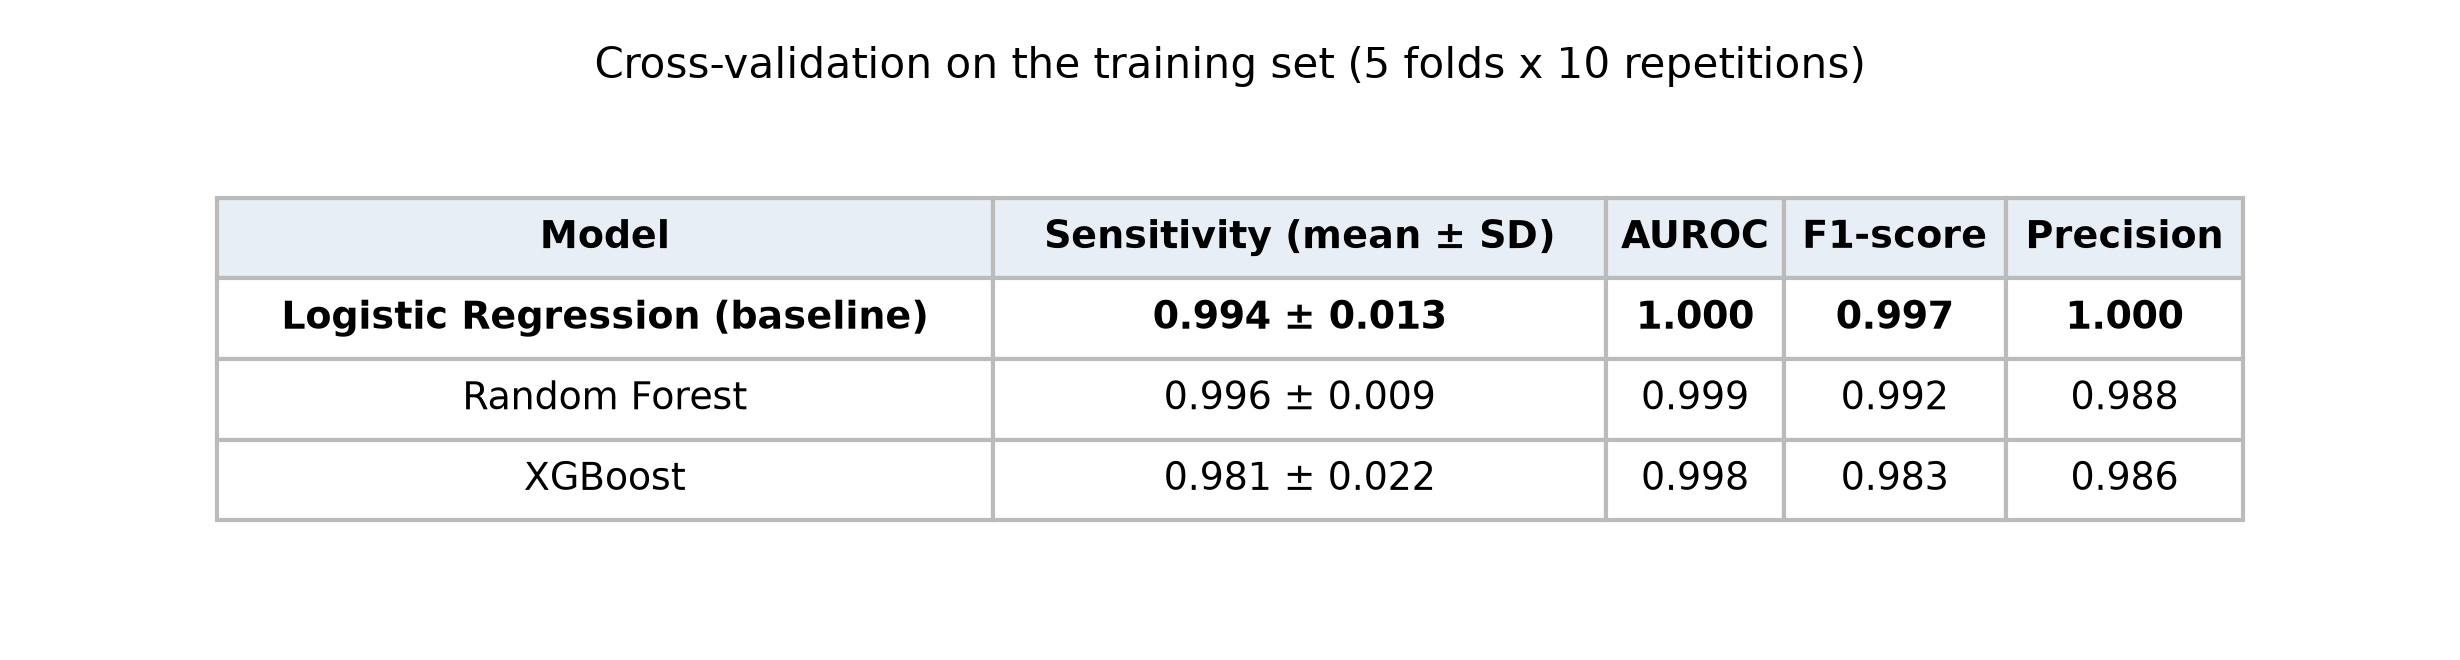 Cross-validation on the training set (5 folds x 10 repetitions)
Model Sensitivity (mean ± SD) AUROC F1-score Precision
Logistic Regression (baseline) 0.994 ± 0.013 1.000 0.997 1.000
Random Forest 0.996 ± 0.009 0.999 0.992 0.988
XGBoost 0.981 ± 0.022 0.998 0.983 0.986